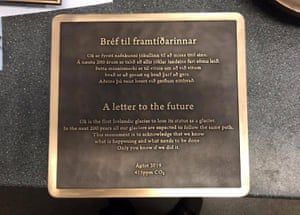 Bréf til framtíðarinnar
Ok er fyrsti nafnkunni jökullinn til að missa titil sinn.
Á næstu 200 árum er talið að allir jöklar landsins fari sömu leið.
Þetta minnismerki er til vitnis um að við vitum
hvað er að gerast og hvað þarf að gera.
Aðeins þú veist hvort við gerðum eitthvað.
A letter to the future
Ok is the first Icelandic glacier to lose its status as a glacier.
In the next 200 years all our glaciers are expected to follow the same path.
This monument is to acknowledge that we know
what is happening and what needs to be done.
Only you know if we did it.
Ágúst 2019
415ppm CO₂